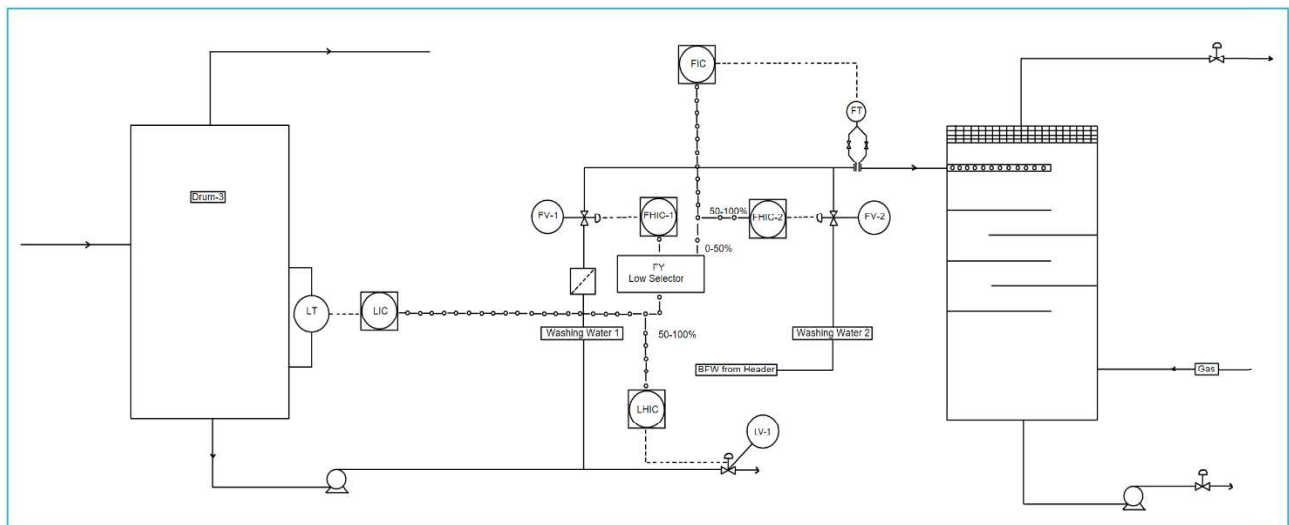 FIC
FT
Drum-3
FV-1
FHIC-1
50-100%
FHIC-2
FV-2
0-50%
FY
Low Selector
LT
LIC
Washing Water 1
50-100%
Washing Water 2
BFW from Header
Gas
LHIC
LV-1